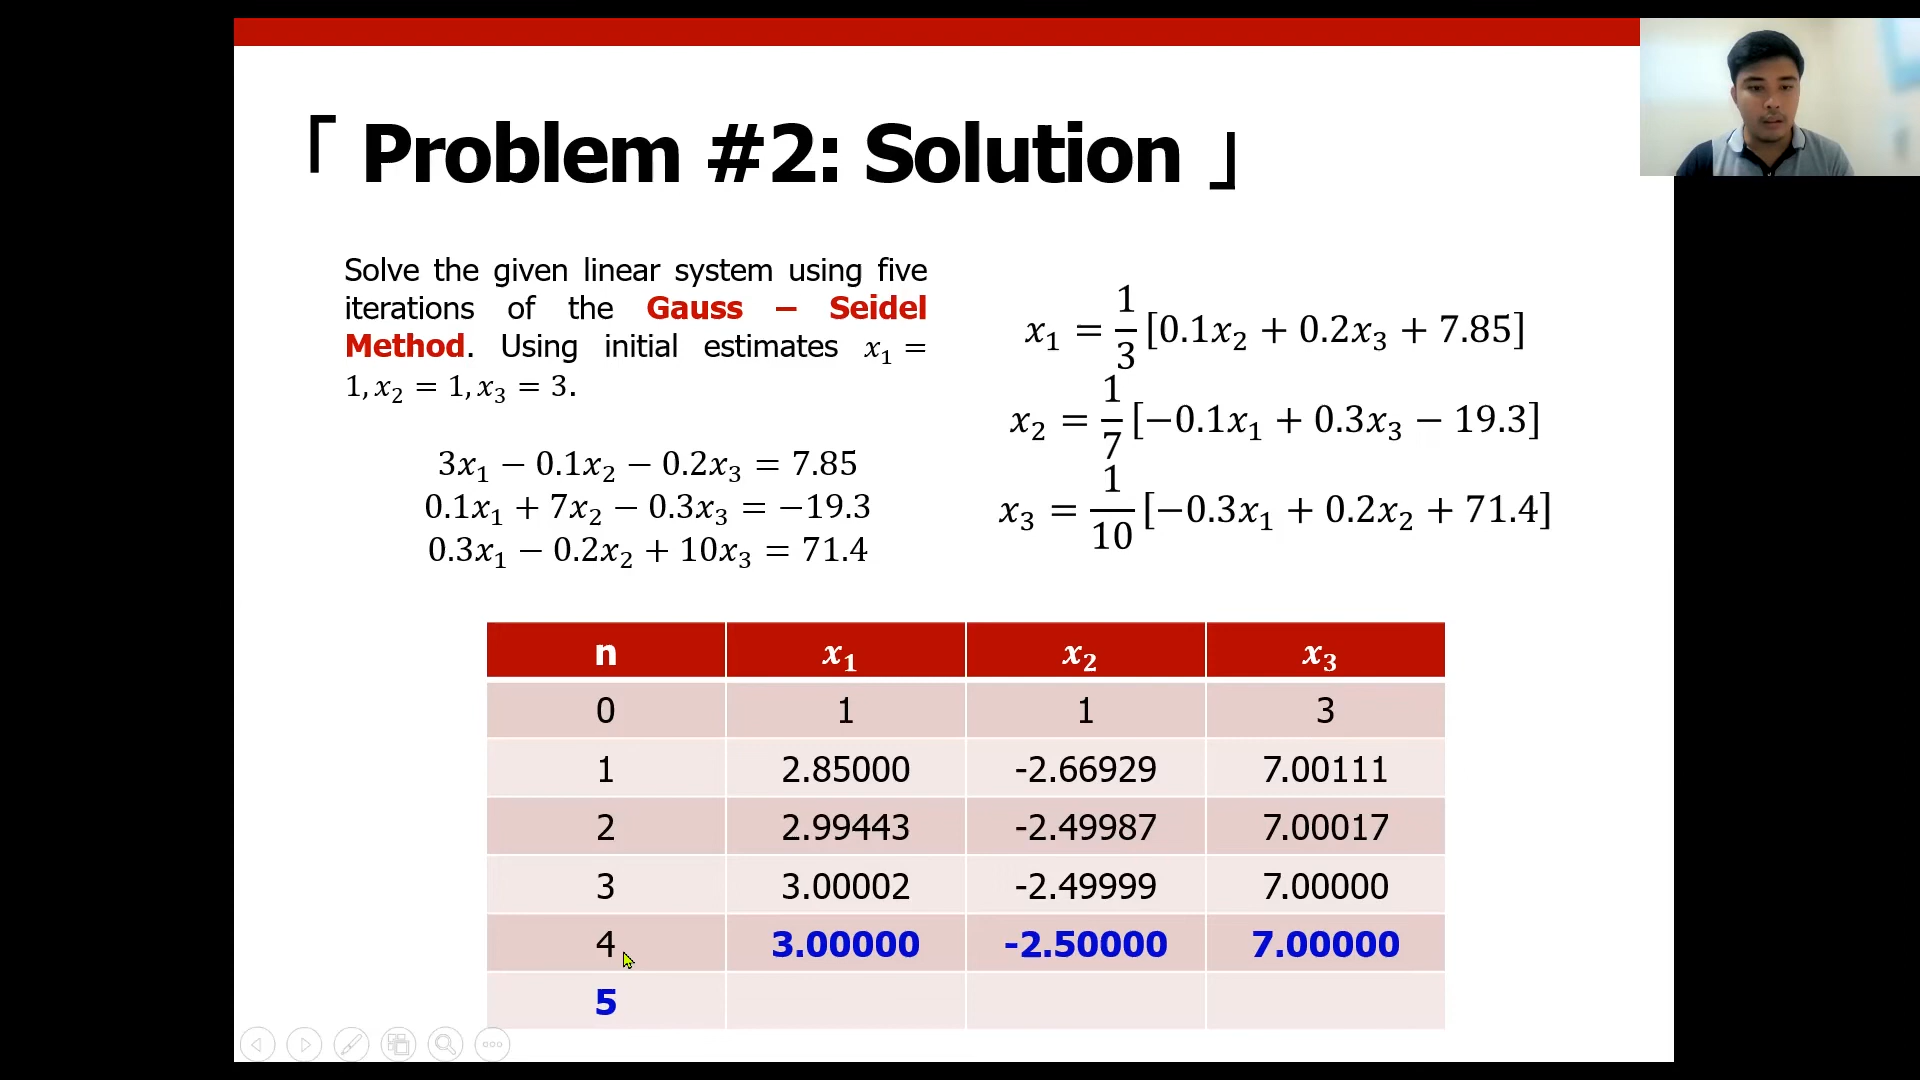 「 Problem #2: Solution 」
Solve the given linear system using five
iterations of the Gauss – Seidel
Method. Using initial estimates x₁ =
1, x₂ = 1, x₃ = 3.
3x₁ − 0.1x₂ − 0.2x₃ = 7.85
0.1x₁ + 7x₂ − 0.3x₃ = −19.3
0.3x₁ − 0.2x₂ + 10x₃ = 71.4
x₁ = 1/3 [0.1x₂ + 0.2x₃ + 7.85]
x₂ = 1/7 [−0.1x₁ + 0.3x₃ − 19.3]
x₃ = 1/10 [−0.3x₁ + 0.2x₂ + 71.4]
n x₁ x₂ x₃
0 1 1 3
1 2.85000 -2.66929 7.00111
2 2.99443 -2.49987 7.00017
3 3.00002 -2.49999 7.00000
4 3.00000 -2.50000 7.00000
5